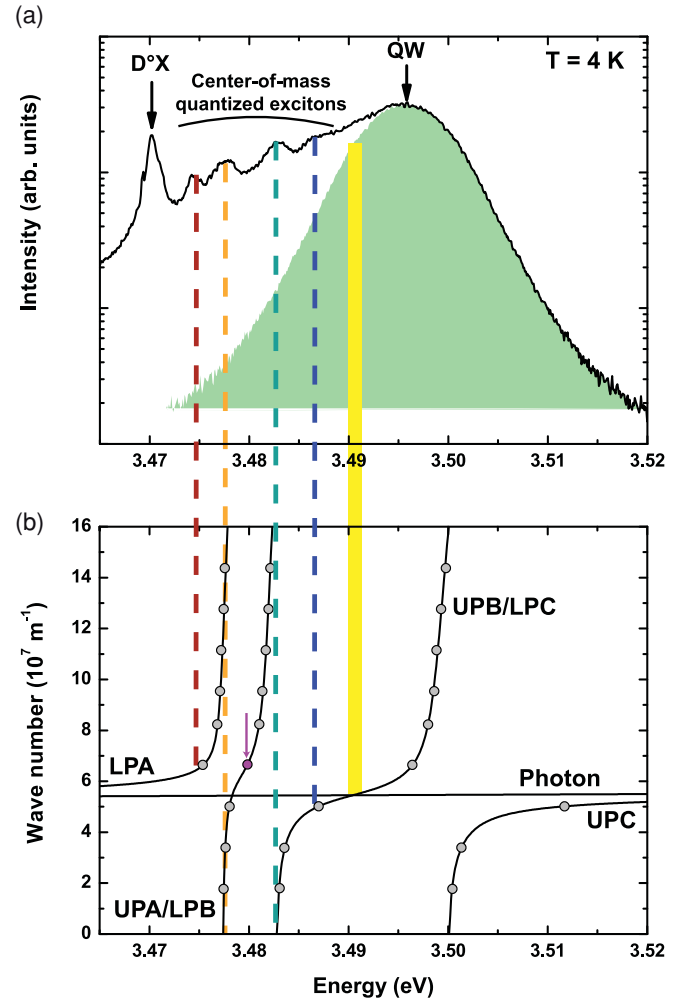 (a)
D°X
Center-of-mass
quantized excitons
QW
T = 4 K
Intensity (arb. units)
3.47 3.48 3.49 3.50 3.51 3.52
(b)
16
14
12
10
8
6
4
2
0
Wave number (10⁷ m⁻¹)
UPB/LPC
LPA
Photon
UPC
UPA/LPB
3.47 3.48 3.49 3.50 3.51 3.52
Energy (eV)